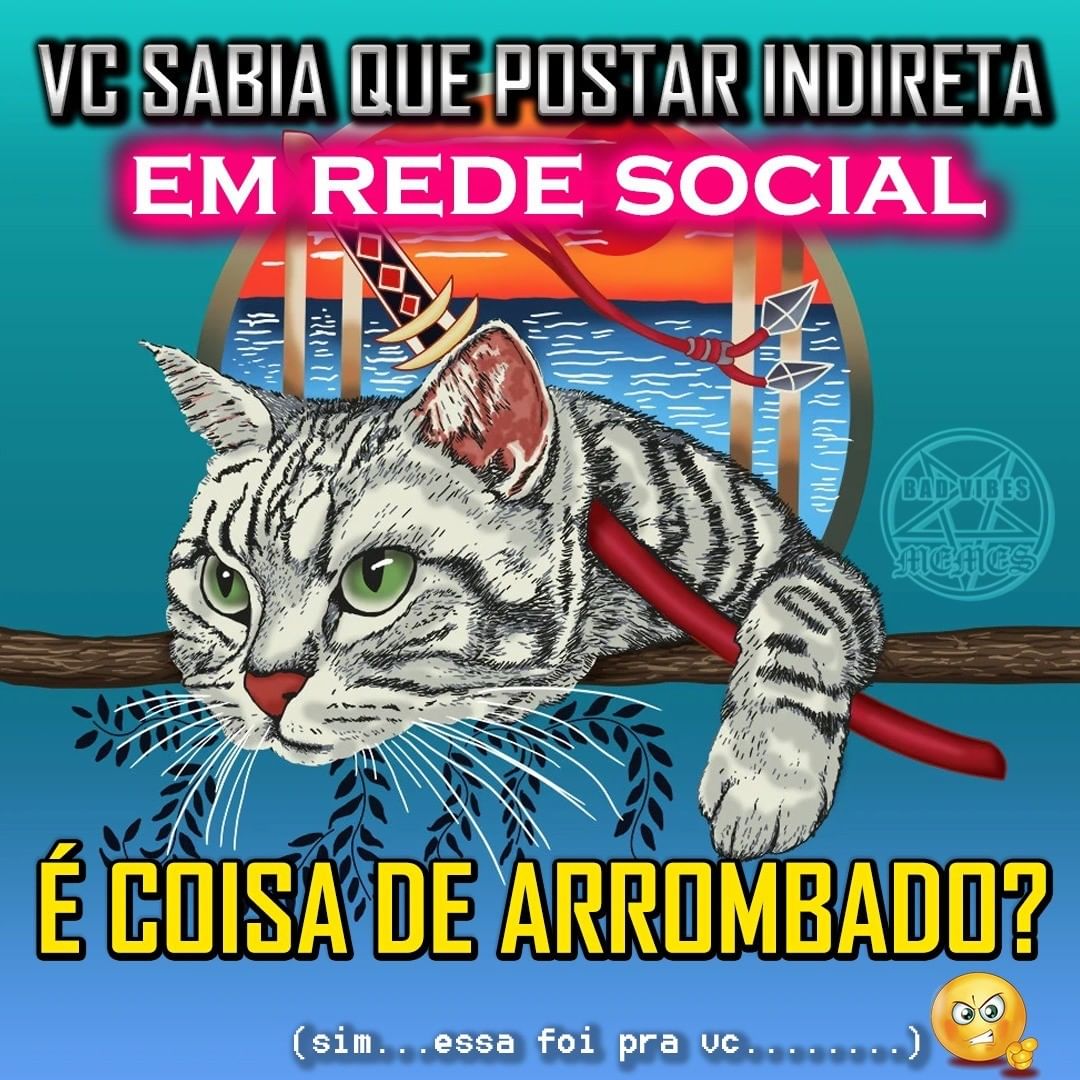 VC SABIA QUE POSTAR INDIRETA
EM REDE SOCIAL
BAD VIBES
MEMES
É COISA DE ARROMBADO?
(sim...essa foi pra vc........)